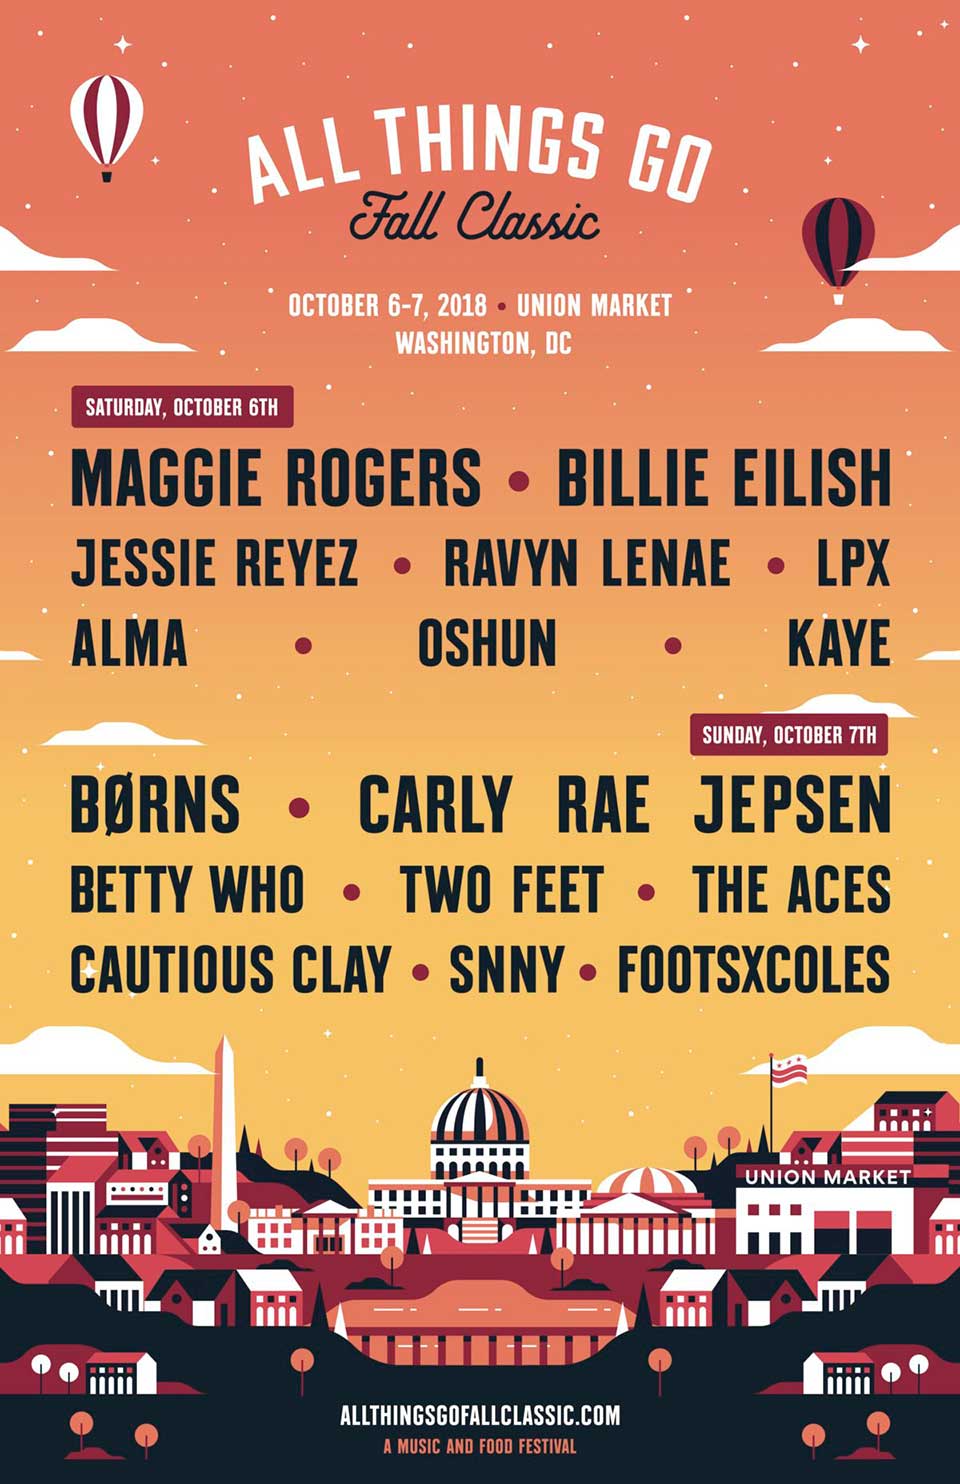 ALL THINGS GO
Fall Classic
OCTOBER 6-7, 2018 • UNION MARKET
WASHINGTON, DC
SATURDAY, OCTOBER 6TH
MAGGIE ROGERS • BILLIE EILISH
JESSIE REYEZ • RAVYN LENAE • LPX
ALMA • OSHUN • KAYE
SUNDAY, OCTOBER 7TH
BØRNS • CARLY RAE JEPSEN
BETTY WHO • TWO FEET • THE ACES
CAUTIOUS CLAY • SNNY • FOOTSXCOLES
UNION MARKET
ALLTHINGSGOFALLCLASSIC.COM
A MUSIC AND FOOD FESTIVAL